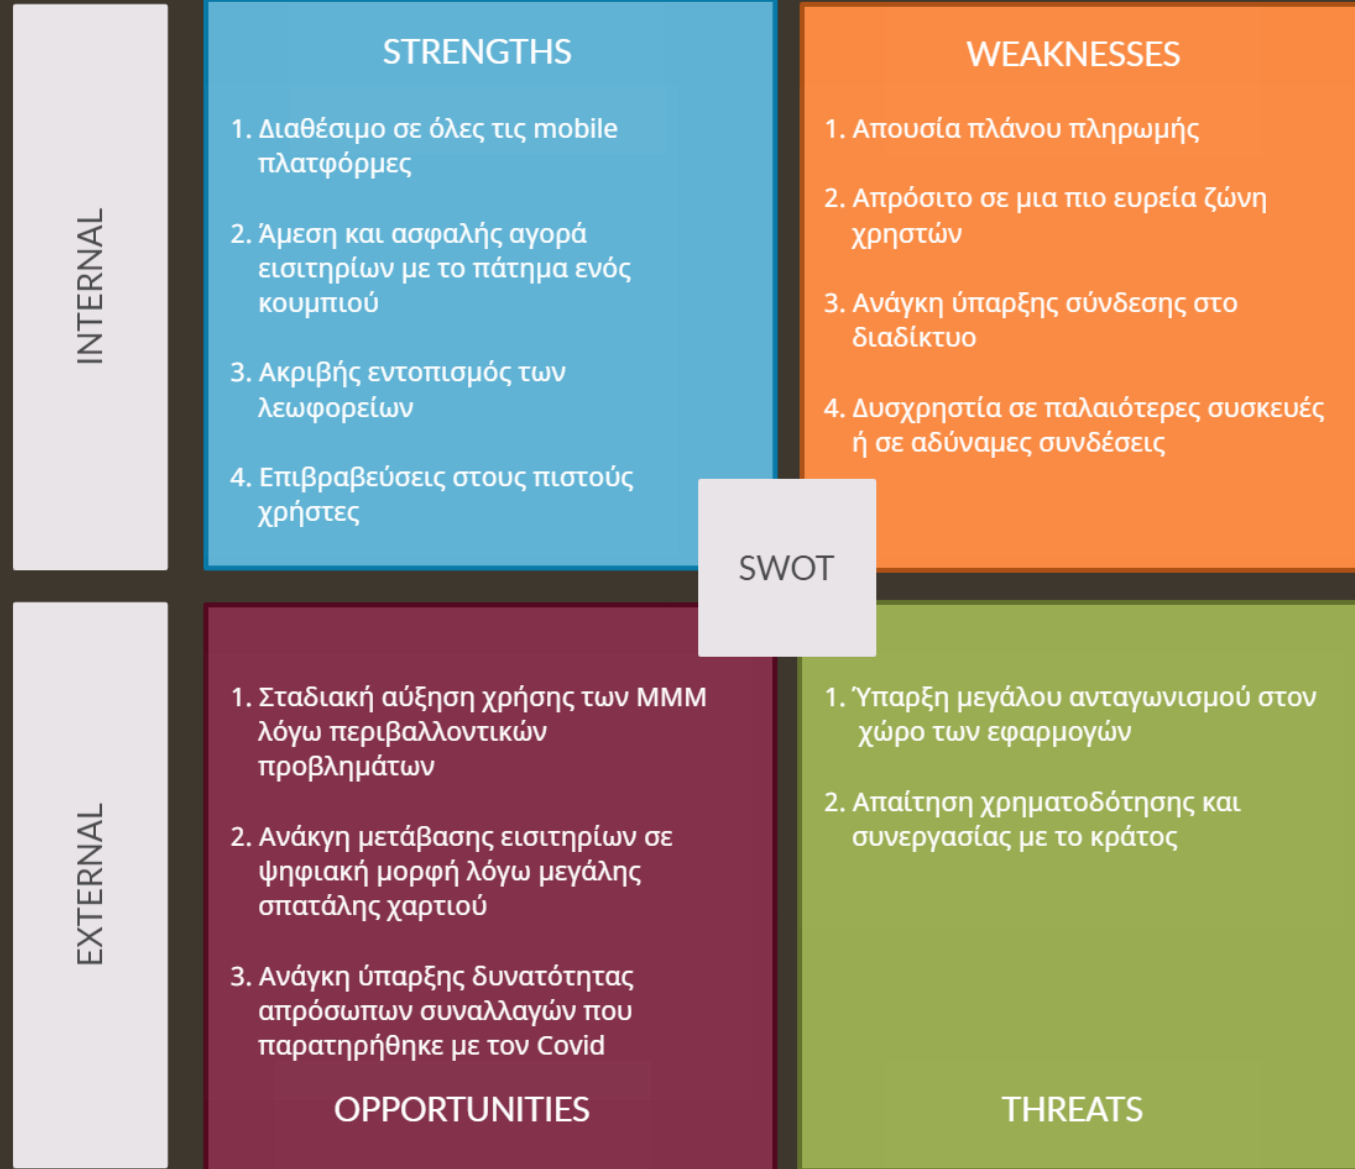 INTERNAL
STRENGTHS
1. Διαθέσιμο σε όλες τις mobile
πλατφόρμες
2. Άμεση και ασφαλής αγορά
εισιτηρίων με το πάτημα ενός
κουμπιού
3. Ακριβής εντοπισμός των
λεωφορείων
4. Επιβραβεύσεις στους πιστούς
χρήστες
WEAKNESSES
1. Απουσία πλάνου πληρωμής
2. Απρόσιτο σε μια πιο ευρεία ζώνη
χρηστών
3. Ανάγκη ύπαρξης σύνδεσης στο
διαδίκτυο
4. Δυσχρηστία σε παλαιότερες συσκευές
ή σε αδύναμες συνδέσεις
SWOT
EXTERNAL
1. Σταδιακή αύξηση χρήσης των ΜΜΜ
λόγω περιβαλλοντικών
προβλημάτων
2. Ανάκγη μετάβασης εισιτηρίων σε
ψηφιακή μορφή λόγω μεγάλης
σπατάλης χαρτιού
3. Ανάγκη ύπαρξης δυνατότητας
απρόσωπων συναλλαγών που
παρατηρήθηκε με τον Covid
OPPORTUNITIES
1. Ύπαρξη μεγάλου ανταγωνισμού στον
χώρο των εφαρμογών
2. Απαίτηση χρηματοδότησης και
συνεργασίας με το κράτος
THREATS